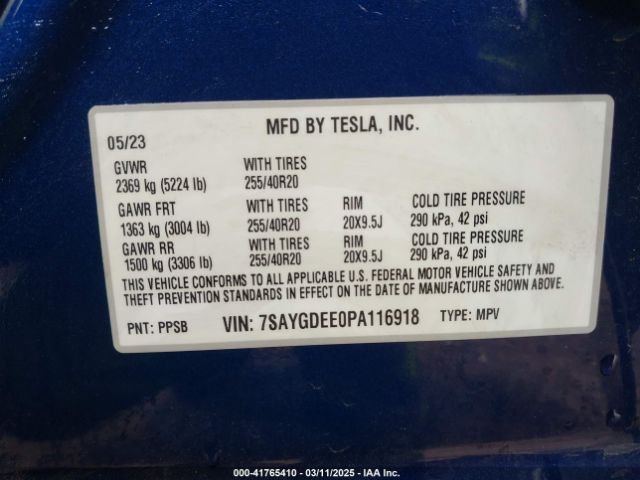 MFD BY TESLA, INC.
05/23
GVWR WITH TIRES
2369 kg (5224 lb) 255/40R20
GAWR FRT WITH TIRES RIM COLD TIRE PRESSURE
1363 kg (3004 lb) 255/40R20 20X9.5J 290 kPa, 42 psi
GAWR RR WITH TIRES RIM COLD TIRE PRESSURE
1500 kg (3306 lb) 255/40R20 20X9.5J 290 kPa, 42 psi
THIS VEHICLE CONFORMS TO ALL APPLICABLE U.S. FEDERAL MOTOR VEHICLE SAFETY AND
THEFT PREVENTION STANDARDS IN EFFECT ON THE DATE OF MANUFACTURE SHOWN ABOVE.
PNT: PPSB VIN: 7SAYGDEE0PA116918 TYPE: MPV
000-41765410 - 03/11/2025 - IAA Inc.